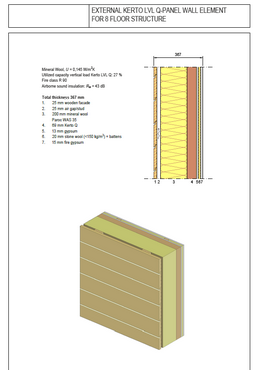 EXTERNAL KERTO LVL Q-PANEL WALL ELEMENT
FOR 8 FLOOR STRUCTURE
Mineral Wool, U = 0,148 W/m²K
Utilized capacity vertical load Kerto LVL Q: 27 %
Fire class R 90
Airborne sound insulation: Rw = 43 dB
Total thickness 367 mm
1. 25 mm wooden facade
2. 25 mm air gap/stud
3. 200 mm mineral wool
Paroc WAS 35
4. 69 mm Kerto Q
5. 13 mm gypsum
6. 20 mm stone wool (>100 kg/m³) + battens
7. 15 mm fire gypsum
367
1 2 3 4 5 6 7